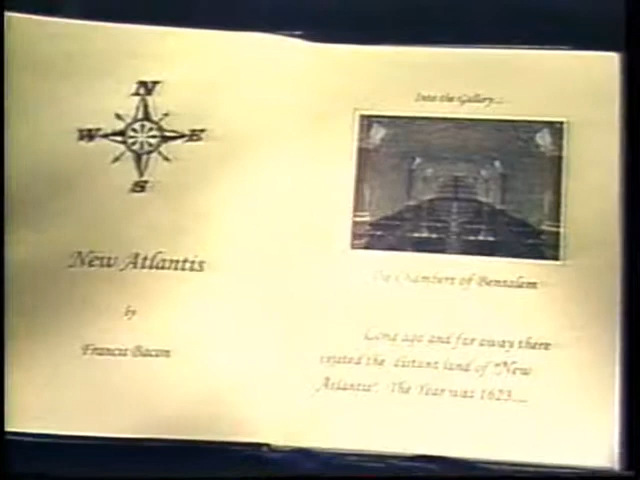 N
W E
S
New Atlantis
by
Francis Bacon
Into the Gallery...
The Chambers of Bensalem
Long ago and far away there
existed the distant land of "New
Atlantis". The Year was 1623....